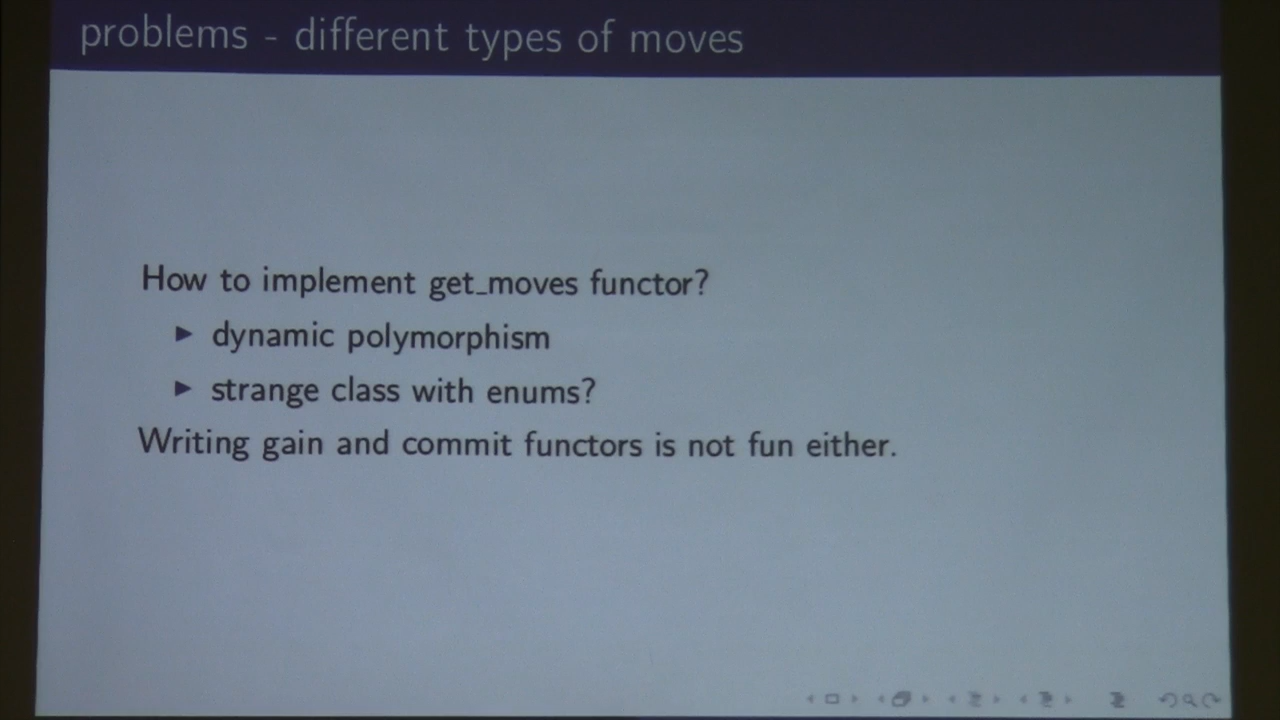 problems - different types of moves
How to implement get_moves functor?
▶ dynamic polymorphism
▶ strange class with enums?
Writing gain and commit functors is not fun either.